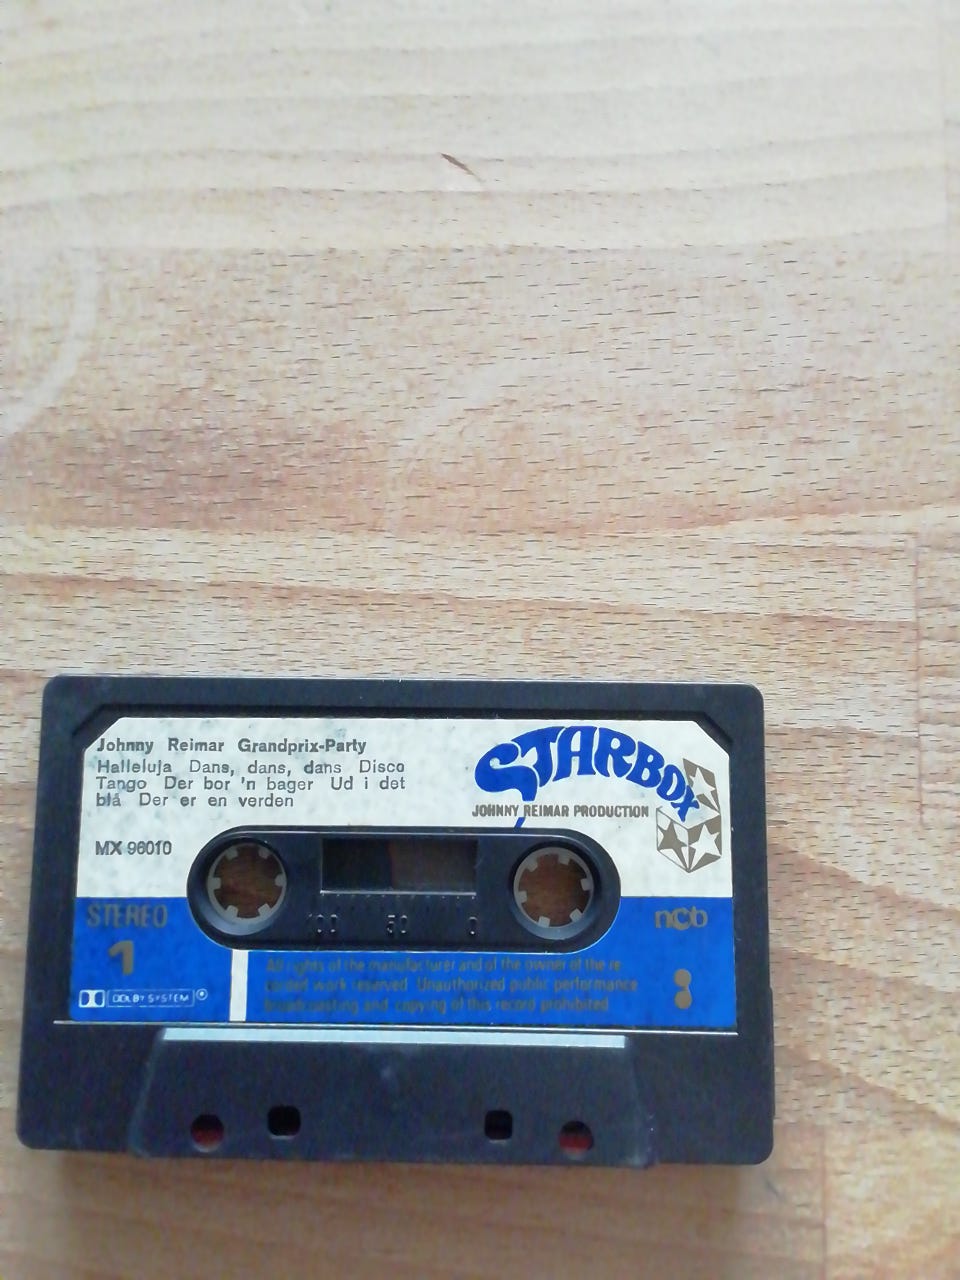 Johnny Reimar Grandprix-Party
Halleluja Dans, dans, dans Disco
Tango Der bor 'n bager Ud i det
blå Der er en verden
STARBOX
JOHNNY REIMAR PRODUCTION
MX 96010
100 50 0
STEREO
ncb
1
All rights of the manufacturer and of the owner of the re
corded work reserved Unauthorized public performance
broadcasting and copying of this record prohibited
DOLBY SYSTEM